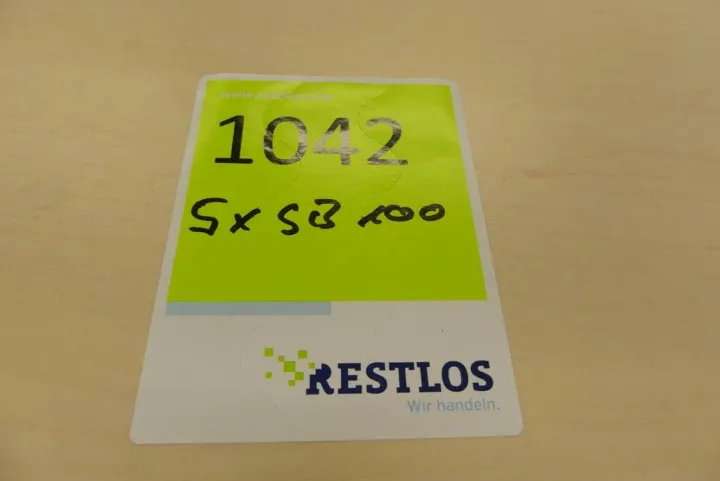 1042
5x SB 100
RESTLOS
Wir handeln.